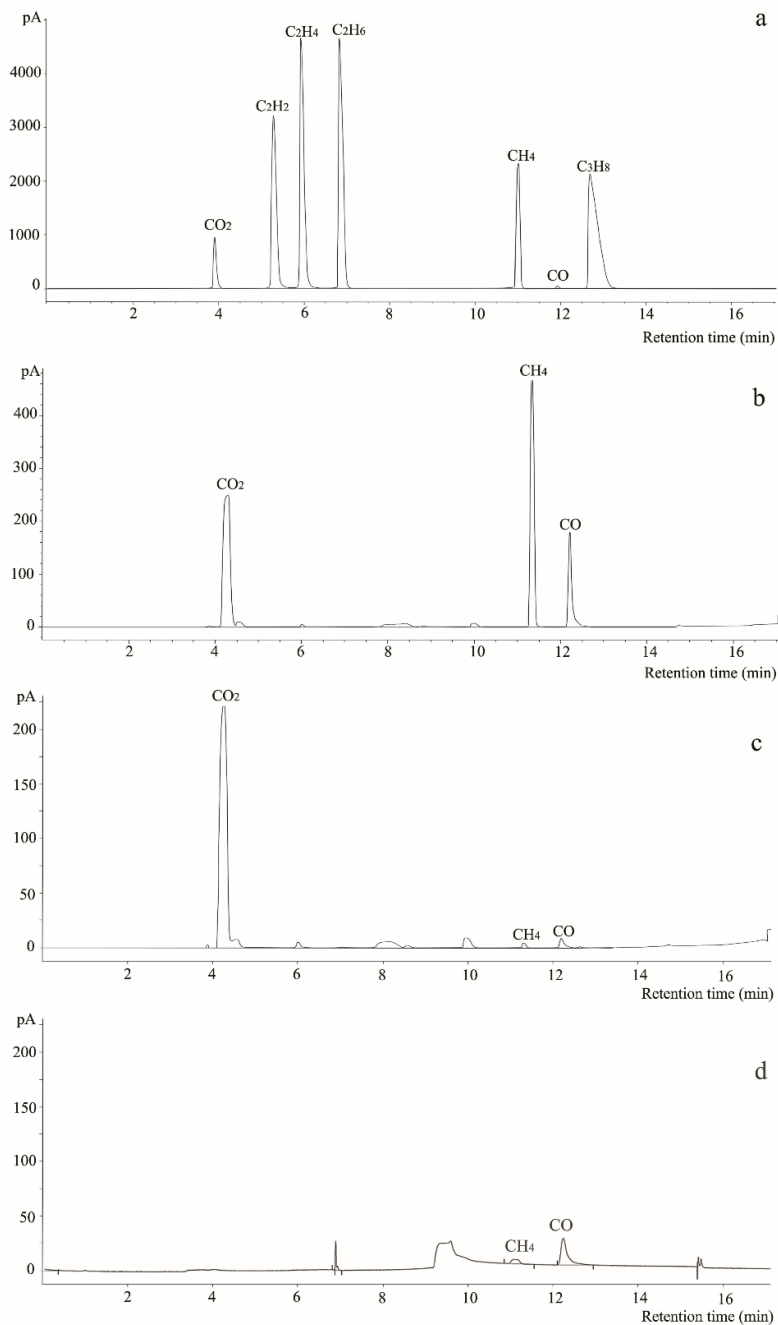 pA
a
C₂H₄ C₂H₆
4000
C₂H₂
3000
CH₄
C₃H₈
2000
CO₂
1000
CO
0
2 4 6 8 10 12 14 16
Retention time (min)
pA
b
CH₄
400
CO₂
300
CO
200
100
0
2 4 6 8 10 12 14 16
Retention time (min)
pA
c
CO₂
200
150
100
50
CH₄ CO
0
2 4 6 8 10 12 14 16
Retention time (min)
pA
d
200
150
100
50
CO
CH₄
0
2 4 6 8 10 12 14 16
Retention time (min)